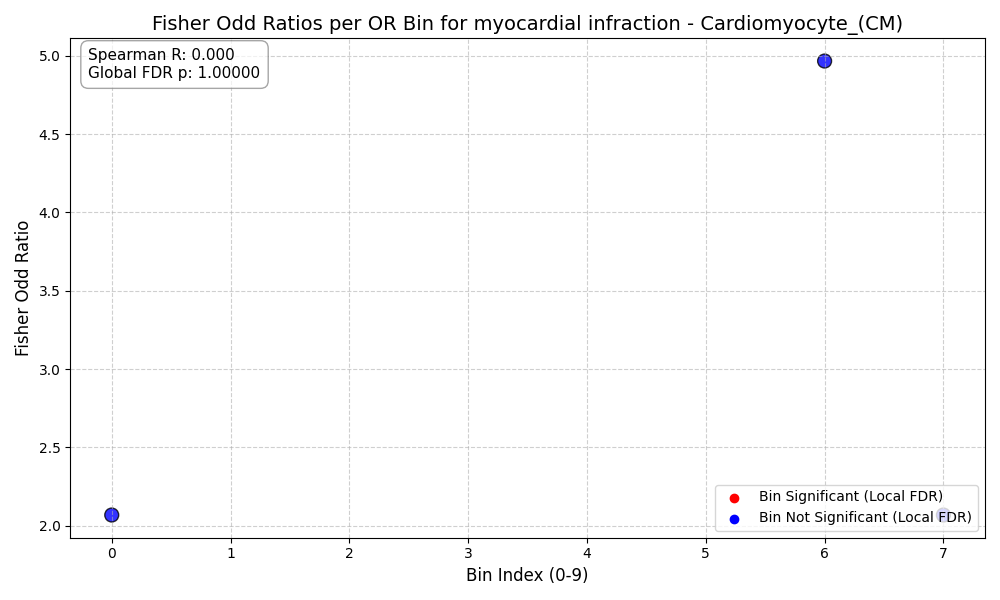 Fisher Odd Ratios per OR Bin for myocardial infraction - Cardiomyocyte_(CM)
Spearman R: 0.000
Global FDR p: 1.00000
5.0
4.5
4.0
3.5
3.0
2.5
2.0
Fisher Odd Ratio
Bin Significant (Local FDR)
Bin Not Significant (Local FDR)
0 1 2 3 4 5 6 7
Bin Index (0-9)